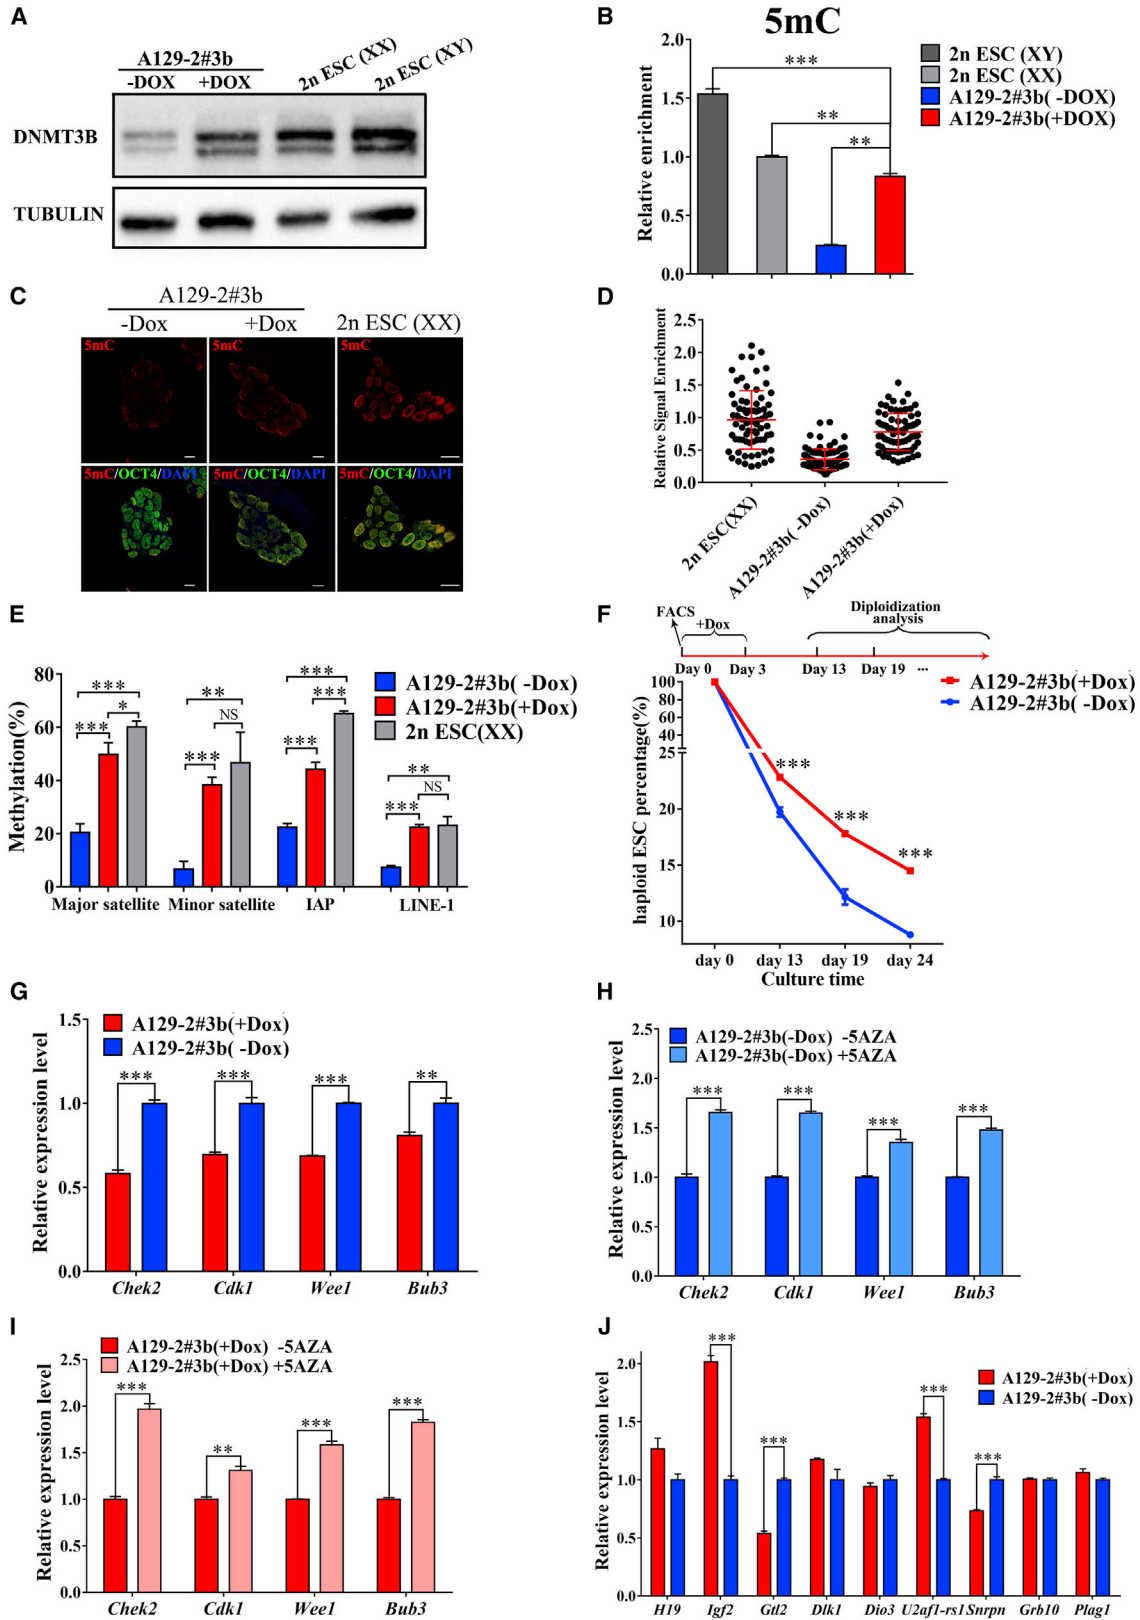 A
A129-2#3b
-DOX
+DOX
2n ESC (XX)
2n ESC (XY)
DNMT3B
TUBULIN
B
5mC
Relative enrichment
2.0
1.5
1.0
0.5
0.0
***
**
**
2n ESC (XY)
2n ESC (XX)
A129-2#3b( -DOX)
A129-2#3b(+DOX)
C
A129-2#3b
-Dox
+Dox
2n ESC (XX)
5mC
5mC
5mC
5mC/OCT4/DAPI
5mC/OCT4/DAPI
5mC/OCT4/DAPI
D
Relative Signal Enrichment
2.5
2.0
1.5
1.0
0.5
0.0
2n ESC(XX)
A129-2#3b( -Dox)
A129-2#3b(+Dox)
E
Methylation(%)
80
60
40
20
0
*** * ***
** NS ***
*** *** ***
** NS ***
A129-2#3b( -Dox)
A129-2#3b(+Dox)
2n ESC(XX)
Major satellite
Minor satellite
IAP
LINE-1
F
FACS
+Dox
Diploidization
analysis
Day 0
Day 3
Day 13
Day 19
...
haploid ESC percentage(%)
100
80
60
40
25
20
15
10
***
***
***
A129-2#3b(+Dox)
A129-2#3b( -Dox)
day 0
day 13
day 19
day 24
Culture time
G
Relative expression level
1.5
1.0
0.5
0.0
A129-2#3b(+Dox)
A129-2#3b( -Dox)
***
***
***
**
Chek2
Cdk1
Wee1
Bub3
H
Relative expression level
2.5
2.0
1.5
1.0
0.5
0.0
A129-2#3b(-Dox) -5AZA
A129-2#3b(-Dox) +5AZA
***
***
***
***
Chek2
Cdk1
Wee1
Bub3
I
Relative expression level
2.5
2.0
1.5
1.0
0.5
0.0
A129-2#3b(+Dox) -5AZA
A129-2#3b(+Dox) +5AZA
***
**
***
***
Chek2
Cdk1
Wee1
Bub3
J
Relative expression level
2.0
1.5
1.0
0.5
0.0
A129-2#3b(+Dox)
A129-2#3b( -Dox)
***
***
***
***
H19
Igf2
Gtl2
Dlk1
Dio3
U2af1-rs1
Snrpn
Grb10
Plag1